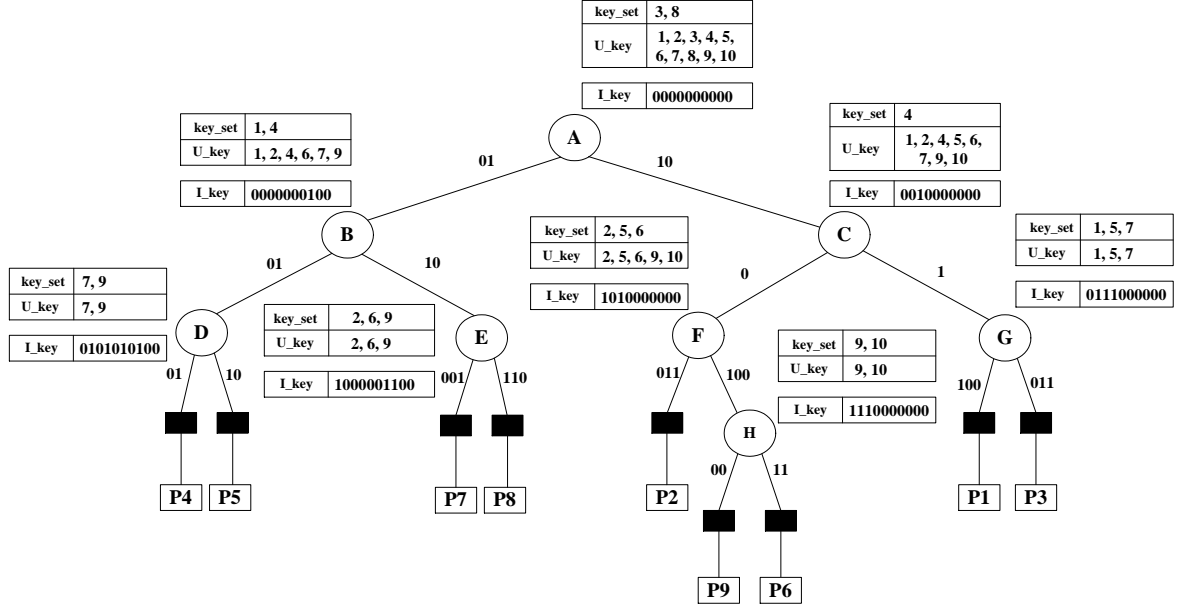 key_set 3, 8
U_key 1, 2, 3, 4, 5,
6, 7, 8, 9, 10
I_key 0000000000
A
01
10
key_set 1, 4
U_key 1, 2, 4, 6, 7, 9
I_key 0000000100
B
01
10
key_set 4
U_key 1, 2, 4, 5, 6,
7, 9, 10
I_key 0010000000
C
0
1
key_set 7, 9
U_key 7, 9
I_key 0101010100
D
01
10
key_set 2, 6, 9
U_key 2, 6, 9
I_key 1000001100
E
001
110
key_set 2, 5, 6
U_key 2, 5, 6, 9, 10
I_key 1010000000
F
011
100
key_set 1, 5, 7
U_key 1, 5, 7
I_key 0111000000
G
100
011
key_set 9, 10
U_key 9, 10
I_key 1110000000
H
00
11
P4
P5
P7
P8
P2
P1
P3
P9
P6